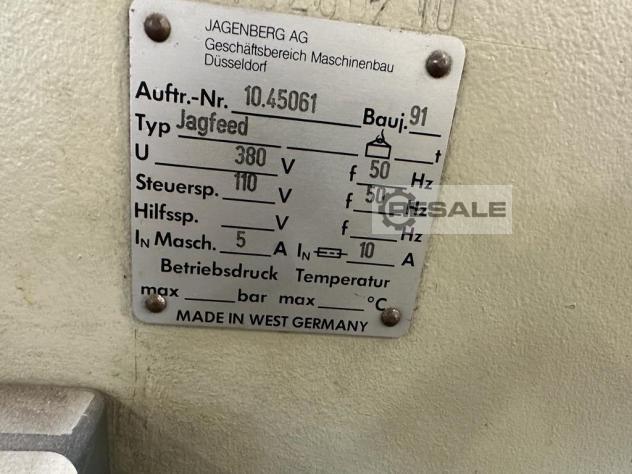 JAGENBERG AG
Geschäftsbereich Maschinenbau
Düsseldorf
Auftr.-Nr. 10.45061 Bauj. 91
Typ Jagfeed t
U 380 V f 50 Hz
Steuersp. 110 V f 50 Hz
Hilfssp. V f Hz
IN Masch. 5 A IN 10 A
Betriebsdruck Temperatur
max bar max °C
MADE IN WEST GERMANY
RESALE